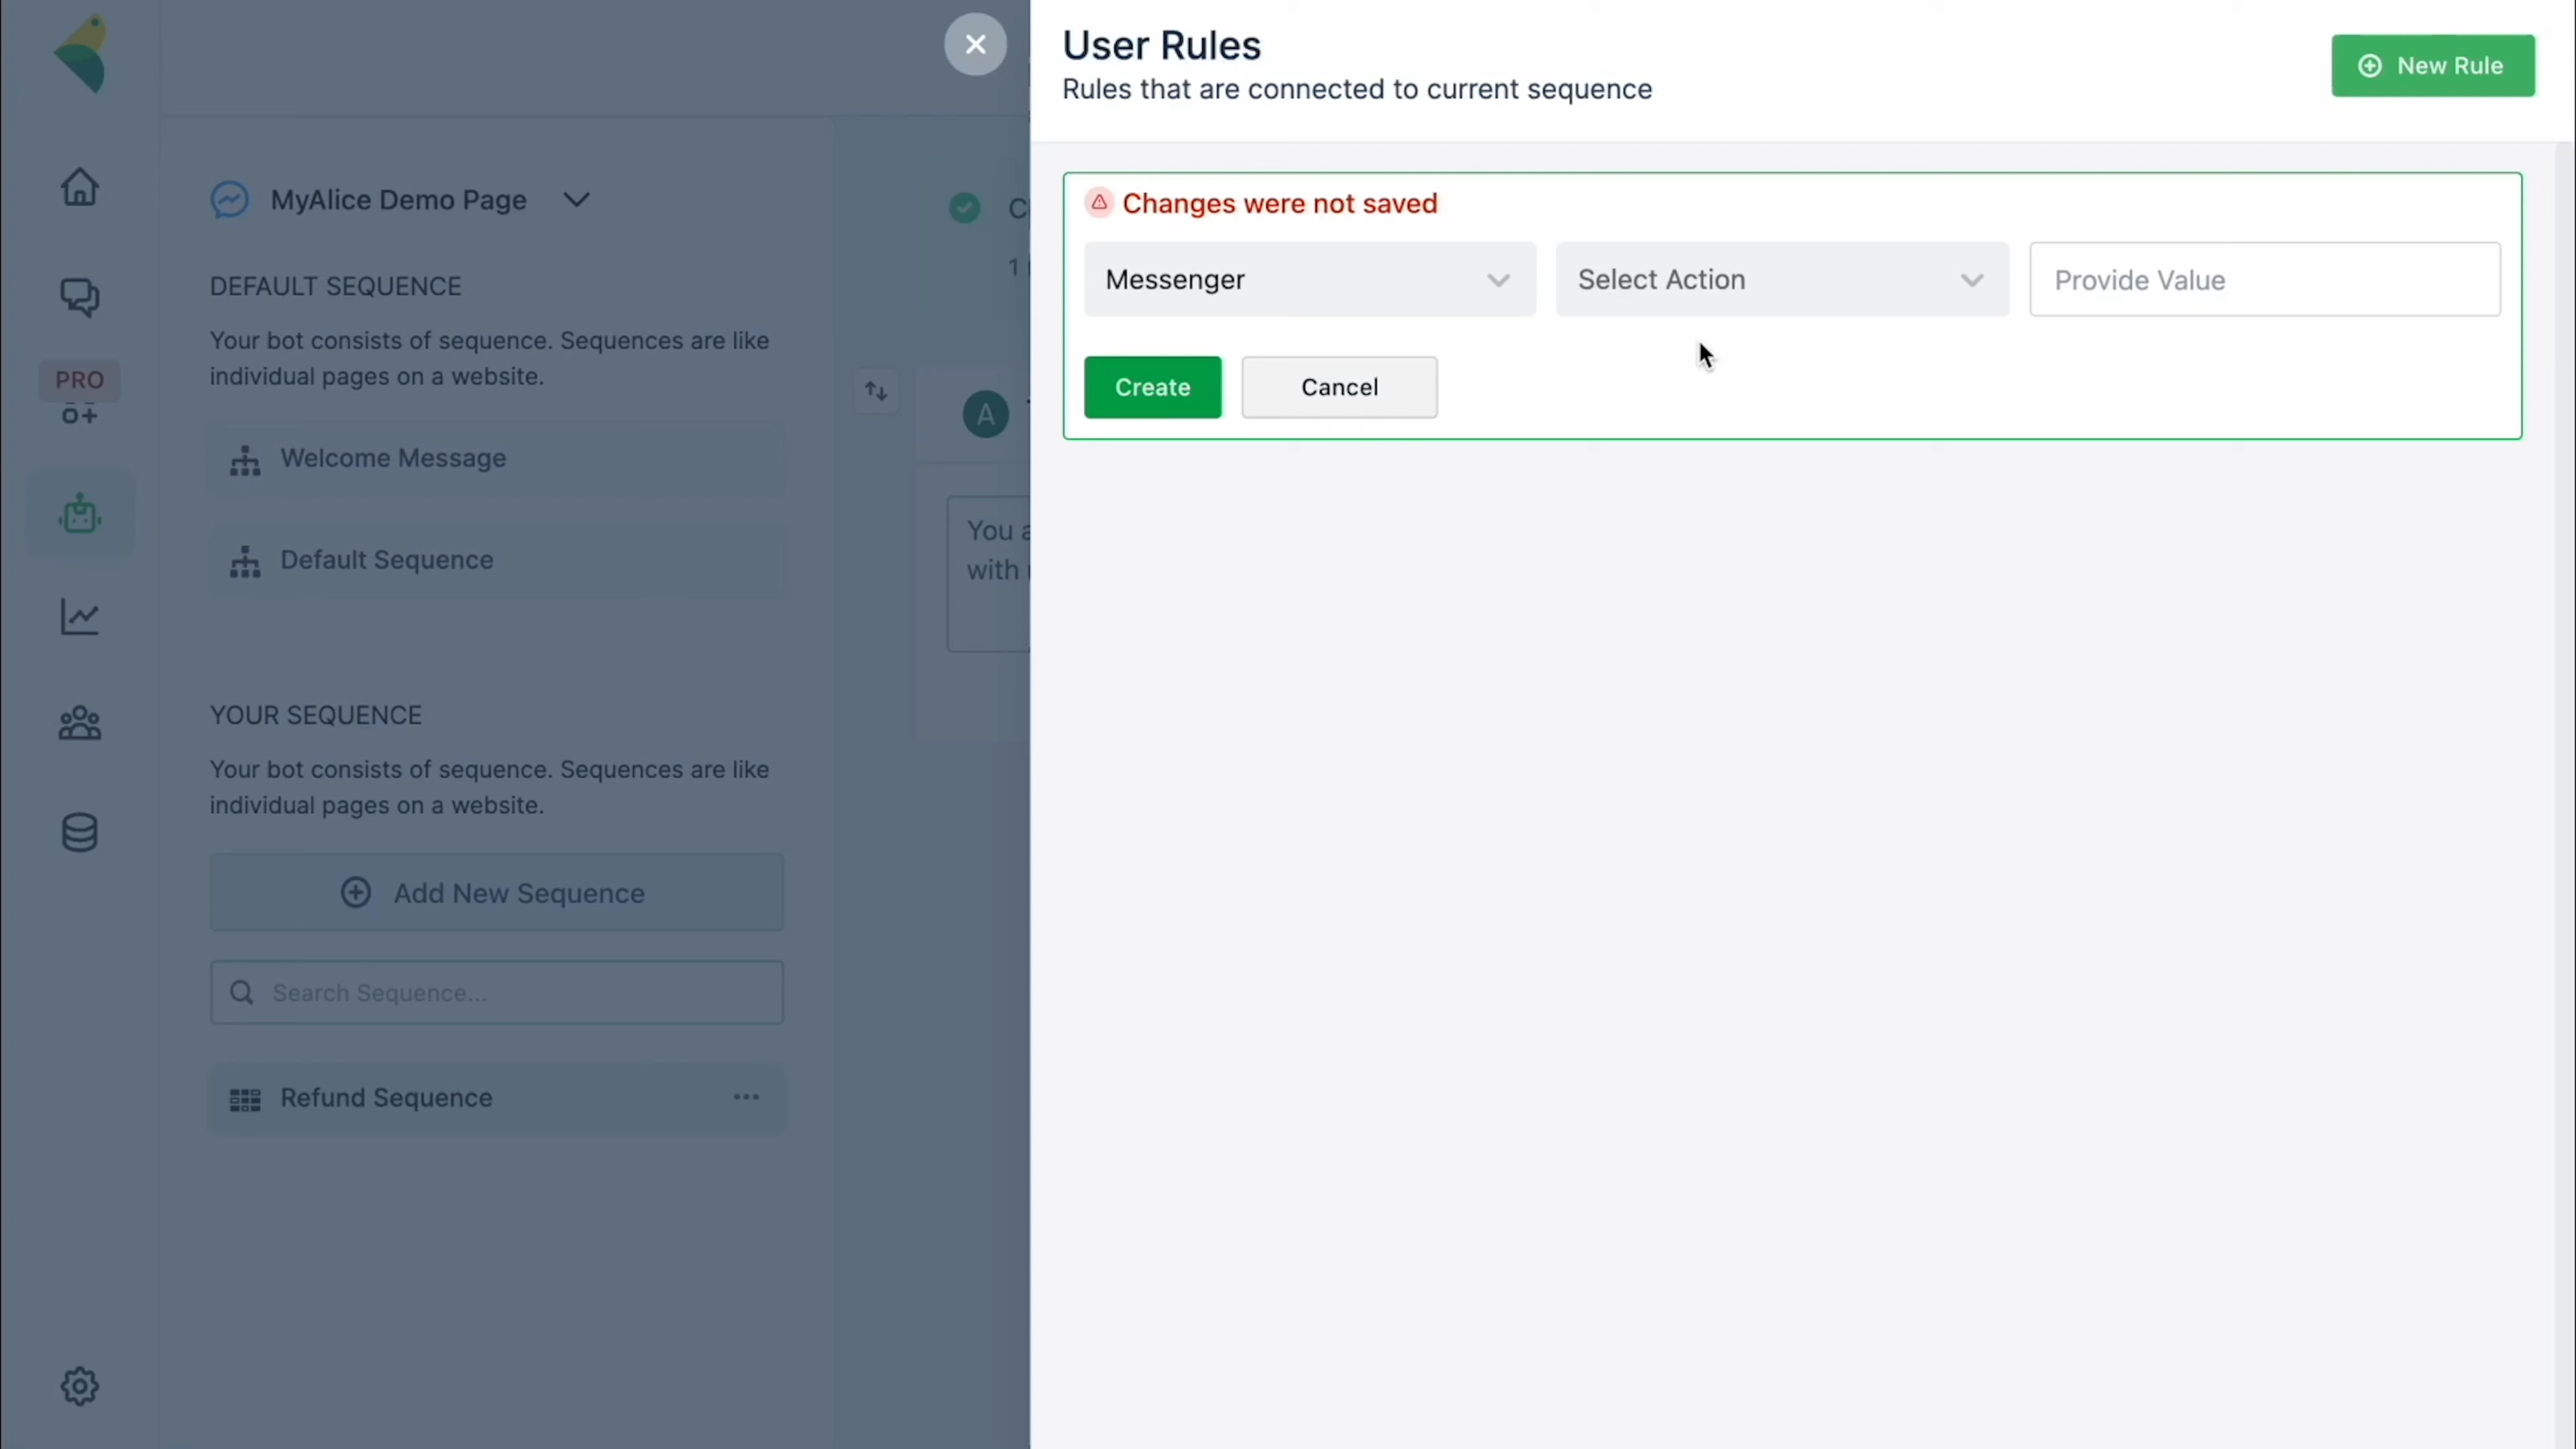 User Rules
Rules that are connected to current sequence
New Rule
MyAlice Demo Page
DEFAULT SEQUENCE
Your bot consists of sequence. Sequences are like
individual pages on a website.
PRO
Welcome Message
Default Sequence
YOUR SEQUENCE
Your bot consists of sequence. Sequences are like
individual pages on a website.
Add New Sequence
Search Sequence...
Refund Sequence
1
A
You a
with
Changes were not saved
Messenger
Select Action
Provide Value
Create
Cancel